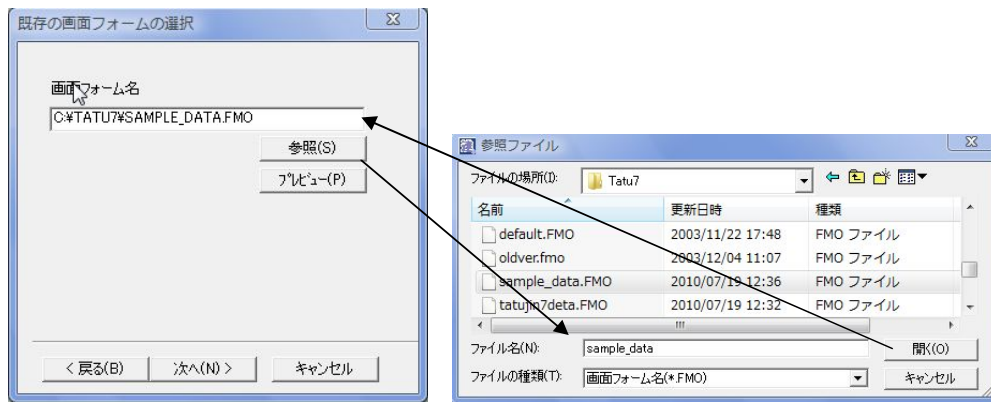 既存の画面フォームの選択
画面フォーム名
C:¥TATU7¥SAMPLE_DATA.FMO
参照(S)
ﾌﾟﾚﾋﾞｭｰ(P)
< 戻る(B)
次へ(N) >
キャンセル
参照ファイル
ファイルの場所(I):
Tatu7
名前 更新日時 種類
default.FMO 2003/11/22 17:48 FMO ファイル
oldver.fmo 2003/12/04 11:07 FMO ファイル
sample_data.FMO 2010/07/19 12:36 FMO ファイル
tatujin7deta.FMO 2010/07/19 12:32 FMO ファイル
ファイル名(N): sample_data 開く(O)
ファイルの種類(T): 画面フォーム名(*.FMO) キャンセル